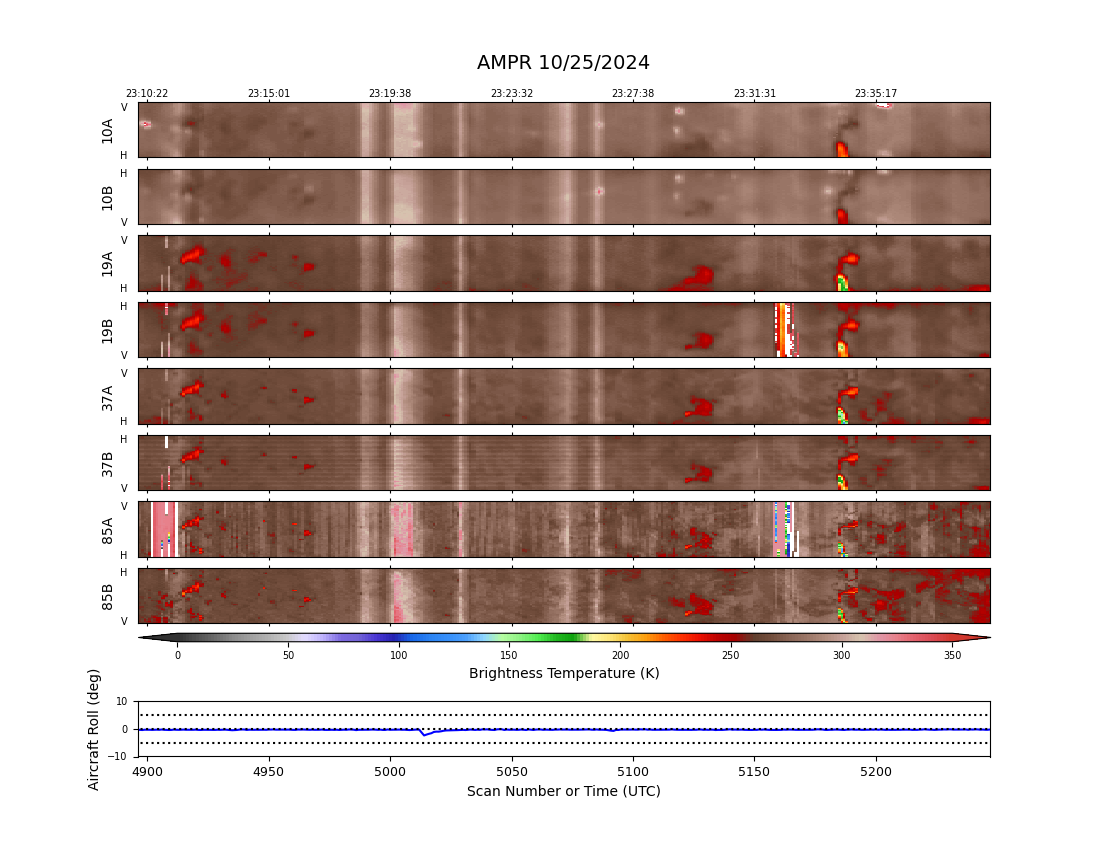 AMPR 10/25/2024
23:10:22 23:15:01 23:19:38 23:23:32 23:27:38 23:31:31 23:35:17
V
10A
H
H
10B
V
V
19A
H
H
19B
V
V
37A
H
H
37B
V
V
85A
H
H
85B
V
0 50 100 150 200 250 300 350
Brightness Temperature (K)
Aircraft Roll (deg)
10
0
−10
4900 4950 5000 5050 5100 5150 5200
Scan Number or Time (UTC)